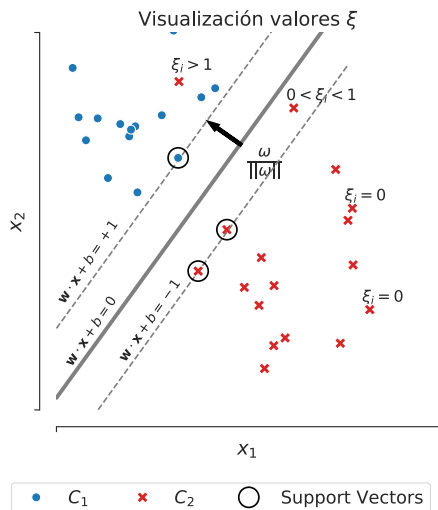 Visualización valores ξ
ξᵢ > 1
0 < ξᵢ < 1
ω
||ω||
ξᵢ = 0
ξᵢ = 0
w · x + b = +1
w · x + b = 0
w · x + b = −1
x₂
x₁
C₁ C₂ Support Vectors